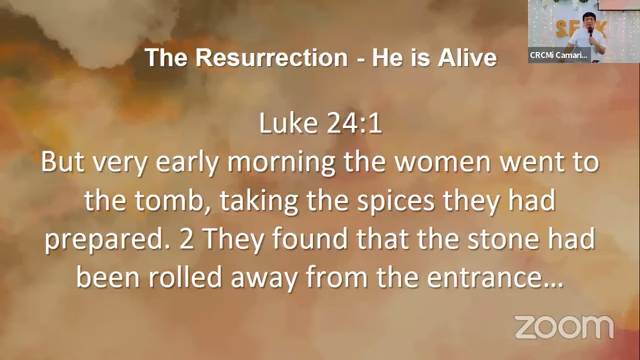 The Resurrection - He is Alive
CRCMi Camari...
Luke 24:1
But very early morning the women went to
the tomb, taking the spices they had
prepared. 2 They found that the stone had
been rolled away from the entrance...
zoom